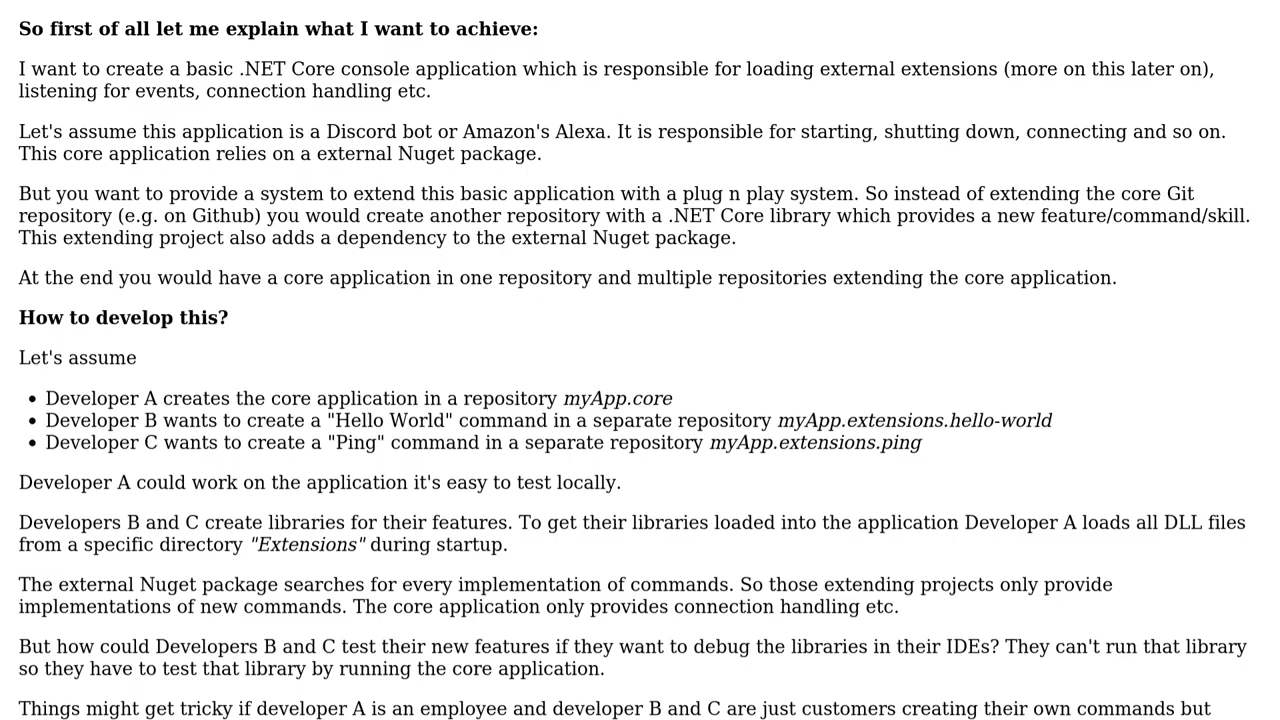 So first of all let me explain what I want to achieve:
I want to create a basic .NET Core console application which is responsible for loading external extensions (more on this later on),
listening for events, connection handling etc.
Let's assume this application is a Discord bot or Amazon's Alexa. It is responsible for starting, shutting down, connecting and so on.
This core application relies on a external Nuget package.
But you want to provide a system to extend this basic application with a plug n play system. So instead of extending the core Git
repository (e.g. on Github) you would create another repository with a .NET Core library which provides a new feature/command/skill.
This extending project also adds a dependency to the external Nuget package.
At the end you would have a core application in one repository and multiple repositories extending the core application.
How to develop this?
Let's assume
• Developer A creates the core application in a repository myApp.core
• Developer B wants to create a "Hello World" command in a separate repository myApp.extensions.hello-world
• Developer C wants to create a "Ping" command in a separate repository myApp.extensions.ping
Developer A could work on the application it's easy to test locally.
Developers B and C create libraries for their features. To get their libraries loaded into the application Developer A loads all DLL files
from a specific directory "Extensions" during startup.
The external Nuget package searches for every implementation of commands. So those extending projects only provide
implementations of new commands. The core application only provides connection handling etc.
But how could Developers B and C test their new features if they want to debug the libraries in their IDEs? They can't run that library
so they have to test that library by running the core application.
Things might get tricky if developer A is an employee and developer B and C are just customers creating their own commands but